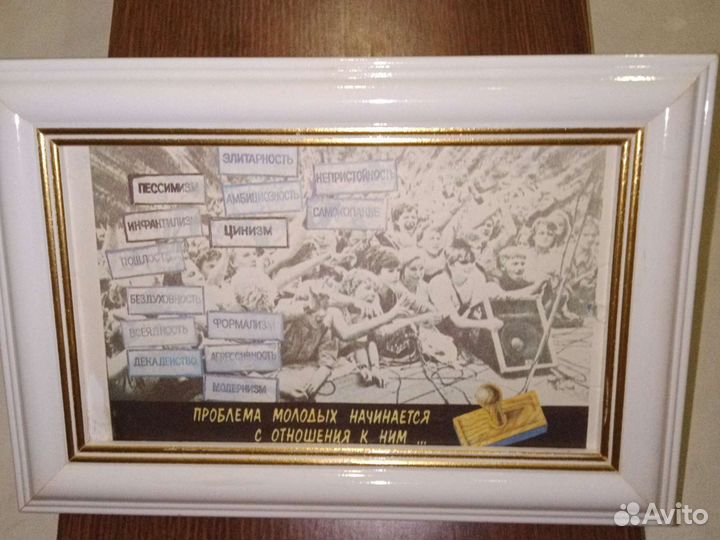 ЭЛИТАРНОСТЬ
НЕПРИСТОЙНОСТЬ
ПЕССИМИЗМ
АМБИЦИОЗНОСТЬ
САМОКОПАНИЕ
ИНФАНТИЛИЗМ
ЦИНИЗМ
ПОШЛОСТЬ
БЕЗДУХОВНОСТЬ
ВСЕЯДНОСТЬ
ФОРМАЛИЗМ
ДЕКАДЕНСТВО
АГРЕССИВНОСТЬ
МОДЕРНИЗМ
ПРОБЛЕМА МОЛОДЫХ НАЧИНАЕТСЯ
С ОТНОШЕНИЯ К НИМ ...
Avito